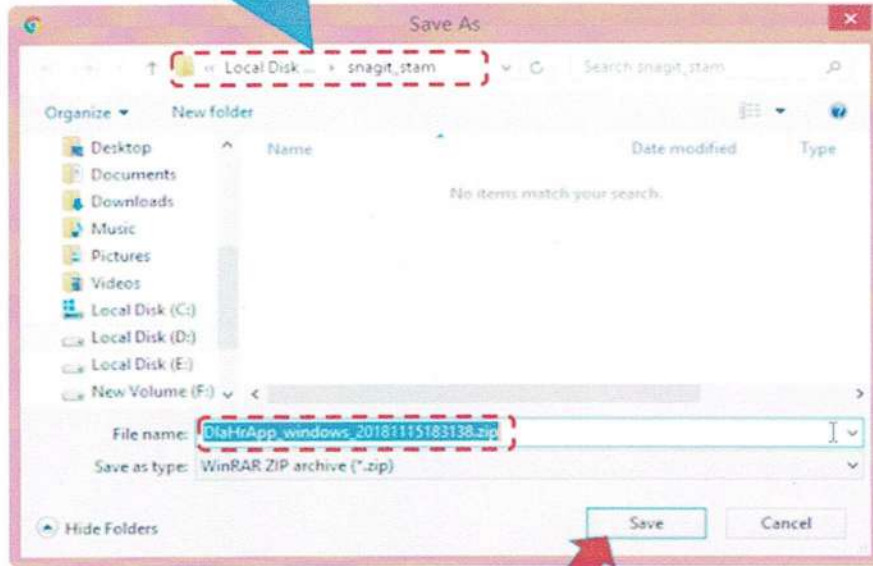 Save As
« Local Disk ... › snagit_stam
Search snagit_stam
Organize
New folder
Name
Date modified
Type
No items match your search.
Desktop
Documents
Downloads
Music
Pictures
Videos
Local Disk (C:)
Local Disk (D:)
Local Disk (E:)
New Volume (F:)
File name: DlaHrApp_windows_20181115183138.zip
Save as type: WinRAR ZIP archive (*.zip)
Hide Folders
Save
Cancel